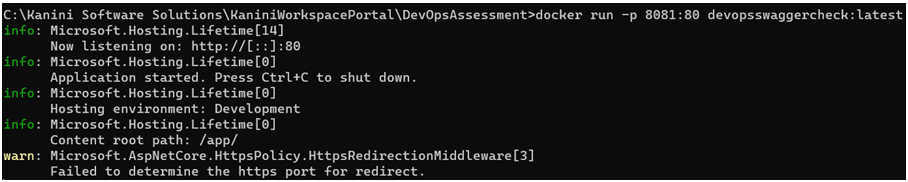 C:\Kanini Software Solutions\KaniniWorkspacePortal\DevOpsAssessment>docker run -p 8081:80 devopsswaggercheck:latest
info: Microsoft.Hosting.Lifetime[14]
      Now listening on: http://[::]:80
info: Microsoft.Hosting.Lifetime[0]
      Application started. Press Ctrl+C to shut down.
info: Microsoft.Hosting.Lifetime[0]
      Hosting environment: Development
info: Microsoft.Hosting.Lifetime[0]
      Content root path: /app/
warn: Microsoft.AspNetCore.HttpsPolicy.HttpsRedirectionMiddleware[3]
      Failed to determine the https port for redirect.